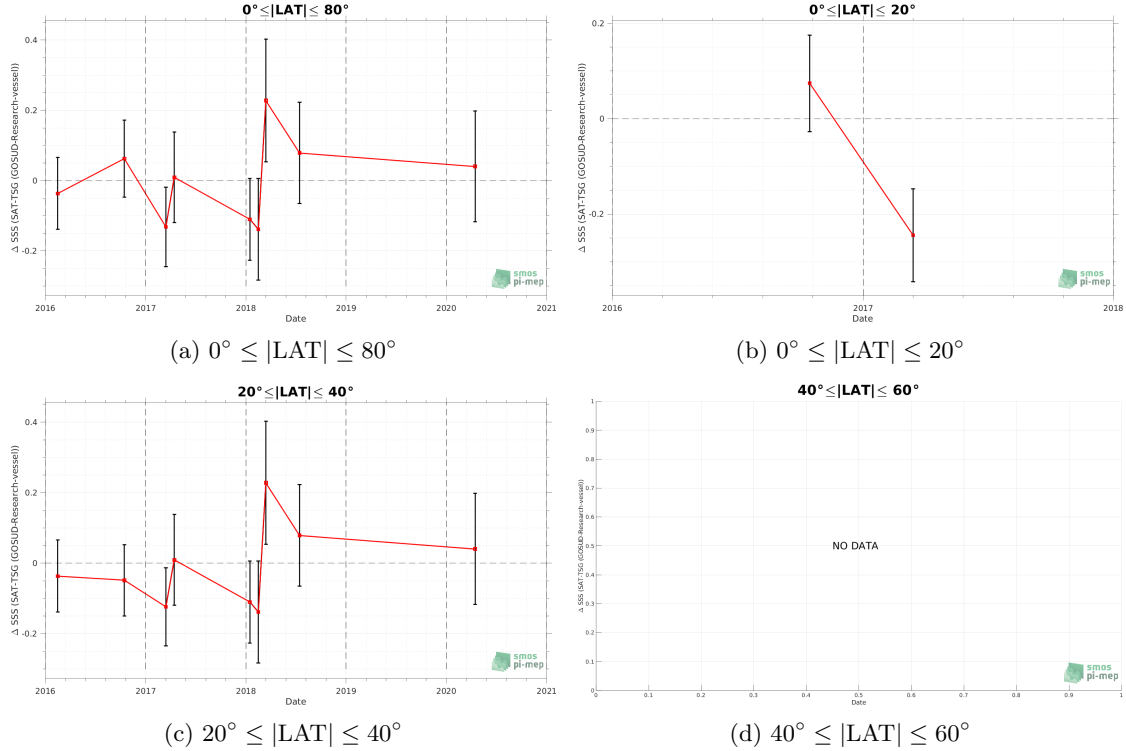 0°≤|LAT|≤ 80°
Δ SSS (SAT-TSG (GOSUD-Research-vessel))
0.4
0.2
0
-0.2
2016
2017
2018
2019
2020
2021
Date
smos
pi-mep
(a) 0° ≤ |LAT| ≤ 80°
0°≤|LAT|≤ 20°
Δ SSS (SAT-TSG (GOSUD-Research-vessel))
0.2
0
-0.2
2016
2017
2018
Date
smos
pi-mep
(b) 0° ≤ |LAT| ≤ 20°
20°≤|LAT|≤ 40°
Δ SSS (SAT-TSG (GOSUD-Research-vessel))
0.4
0.2
0
-0.2
2016
2017
2018
2019
2020
2021
Date
smos
pi-mep
(c) 20° ≤ |LAT| ≤ 40°
40°≤|LAT|≤ 60°
Δ SSS (SAT-TSG (GOSUD-Research-vessel))
1
0.9
0.8
0.7
0.6
0.5
0.4
0.3
0.2
0.1
0
NO DATA
0
0.1
0.2
0.3
0.4
0.5
0.6
0.7
0.8
0.9
1
Date
smos
pi-mep
(d) 40° ≤ |LAT| ≤ 60°